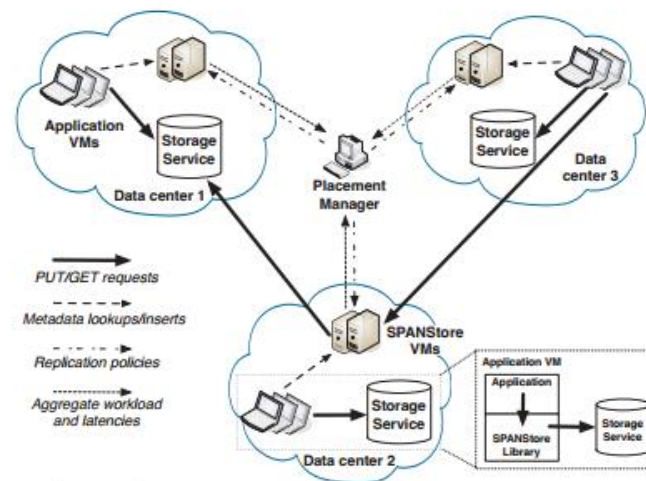 Application
VMs
Storage
Service
Data center 1
Placement
Manager
Storage
Service
Data
center 3
PUT/GET requests
Metadata lookups/inserts
Replication policies
Aggregate workload
and latencies
SPANStore
VMs
Storage
Service
Data center 2
Application VM
Application
SPANStore
Library
Storage
Service